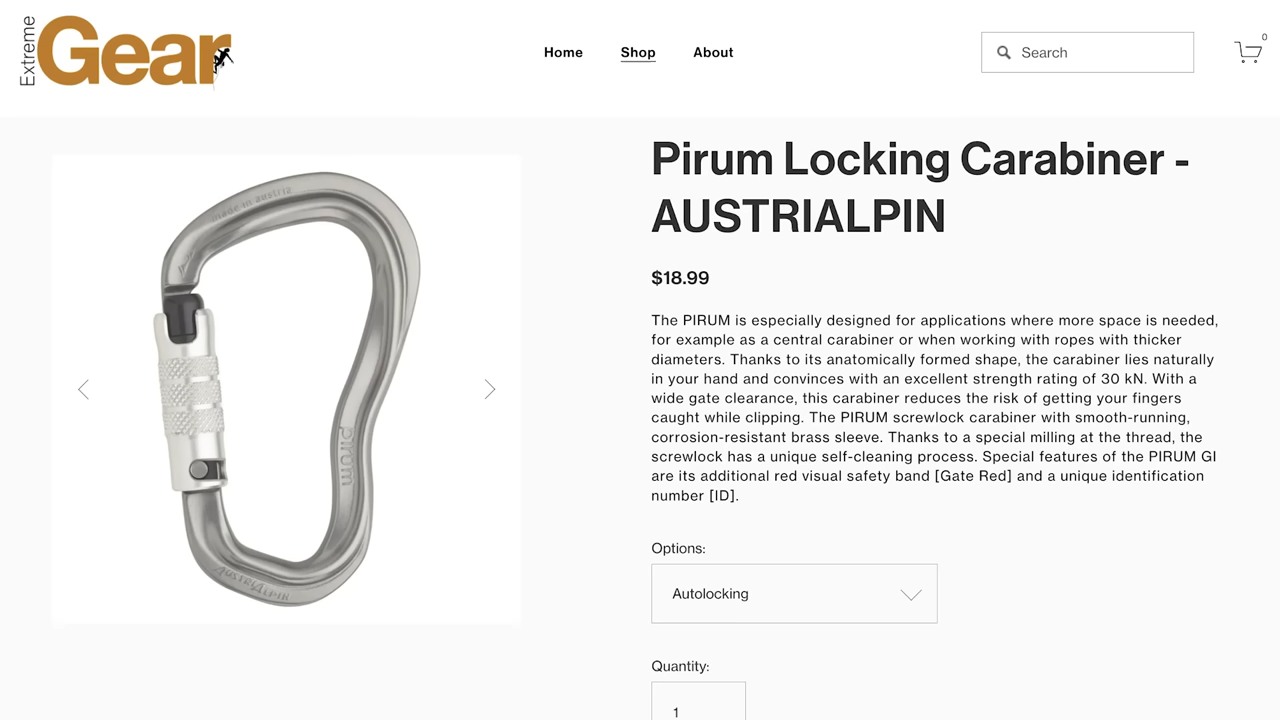 Extreme
Gear
Home
Shop
About
Search
0
Pirum Locking Carabiner -
AUSTRIALPIN
$18.99
The PIRUM is especially designed for applications where more space is needed,
for example as a central carabiner or when working with ropes with thicker
diameters. Thanks to its anatomically formed shape, the carabiner lies naturally
in your hand and convinces with an excellent strength rating of 30 kN. With a
wide gate clearance, this carabiner reduces the risk of getting your fingers
caught while clipping. The PIRUM screwlock carabiner with smooth-running,
corrosion-resistant brass sleeve. Thanks to a special milling at the thread, the
screwlock has a unique self-cleaning process. Special features of the PIRUM GI
are its additional red visual safety band [Gate Red] and a unique identification
number [ID].
Options:
Autolocking
Quantity:
1
made in austria
pirum
AUSTRIALPIN